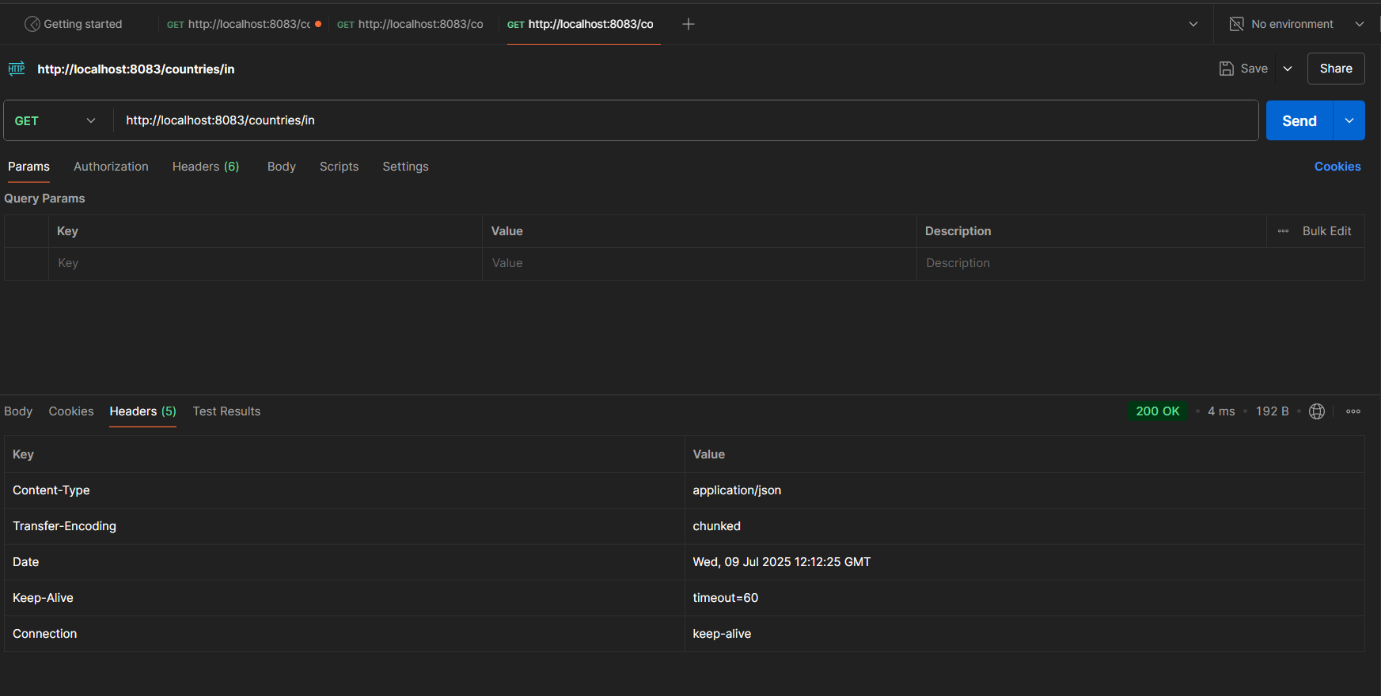 Getting started GET http://localhost:8083/cc GET http://localhost:8083/co GET http://localhost:8083/co No environment
HTTP http://localhost:8083/countries/in Save Share
GET http://localhost:8083/countries/in Send
Params Authorization Headers (6) Body Scripts Settings Cookies
Query Params
Key Value Description Bulk Edit
Key Value Description
Body Cookies Headers (5) Test Results 200 OK • 4 ms • 192 B •
Key Value
Content-Type application/json
Transfer-Encoding chunked
Date Wed, 09 Jul 2025 12:12:25 GMT
Keep-Alive timeout=60
Connection keep-alive